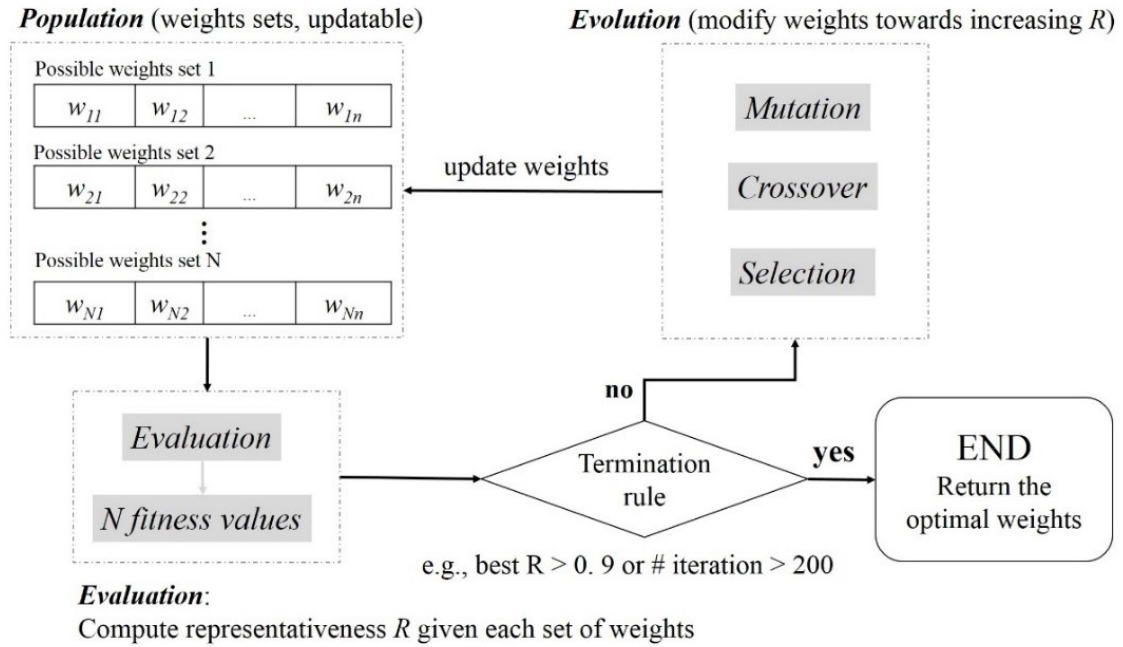 Population (weights sets, updatable)
Possible weights set 1
w11 w12 ... w1n
Possible weights set 2
w21 w22 ... w2n
⋮
Possible weights set N
wN1 wN2 ... wNn
Evolution (modify weights towards increasing R)
Mutation
Crossover
Selection
update weights
Evaluation
N fitness values
Evaluation:
Compute representativeness R given each set of weights
no
Termination
rule
yes
e.g., best R > 0. 9 or # iteration > 200
END
Return the
optimal weights